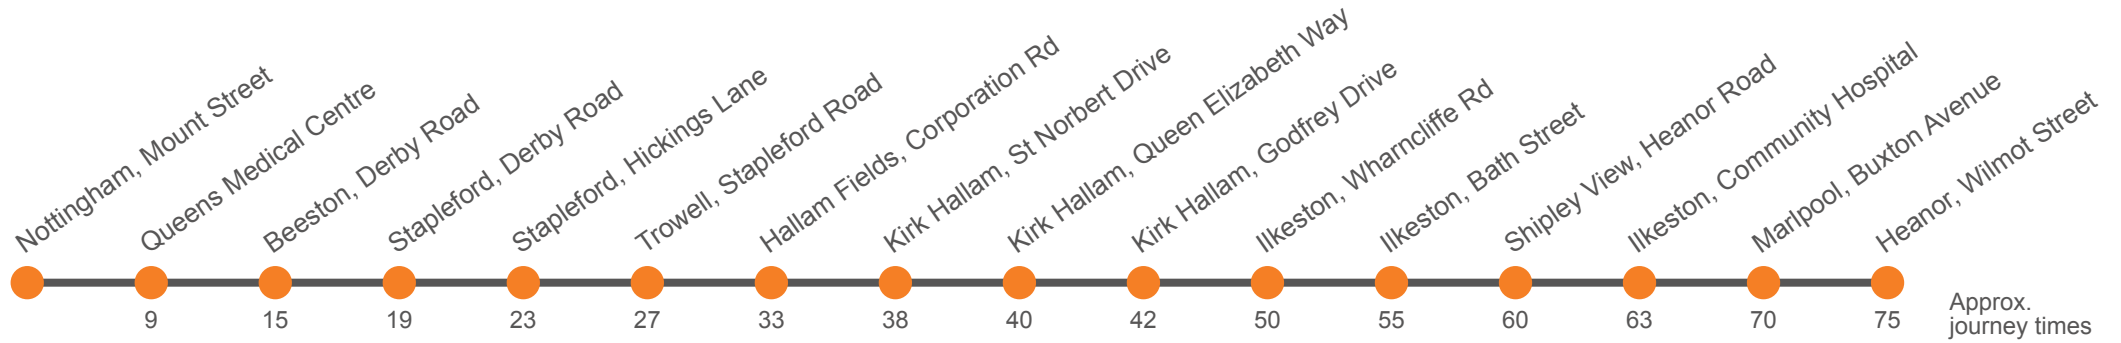 Nottingham, Mount Street
Queens Medical Centre
Beeston, Derby Road
Stapleford, Derby Road
Stapleford, Hickings Lane
Trowell, Stapleford Road
Hallam Fields, Corporation Rd
Kirk Hallam, St Norbert Drive
Kirk Hallam, Queen Elizabeth Way
Kirk Hallam, Godfrey Drive
Ilkeston, Wharncliffe Rd
Ilkeston, Bath Street
Shipley View, Heanor Road
Ilkeston, Community Hospital
Marlpool, Buxton Avenue
Heanor, Wilmot Street
9 15 19 23 27 33 38 40 42 50 55 60 63 70 75
Approx.
journey times